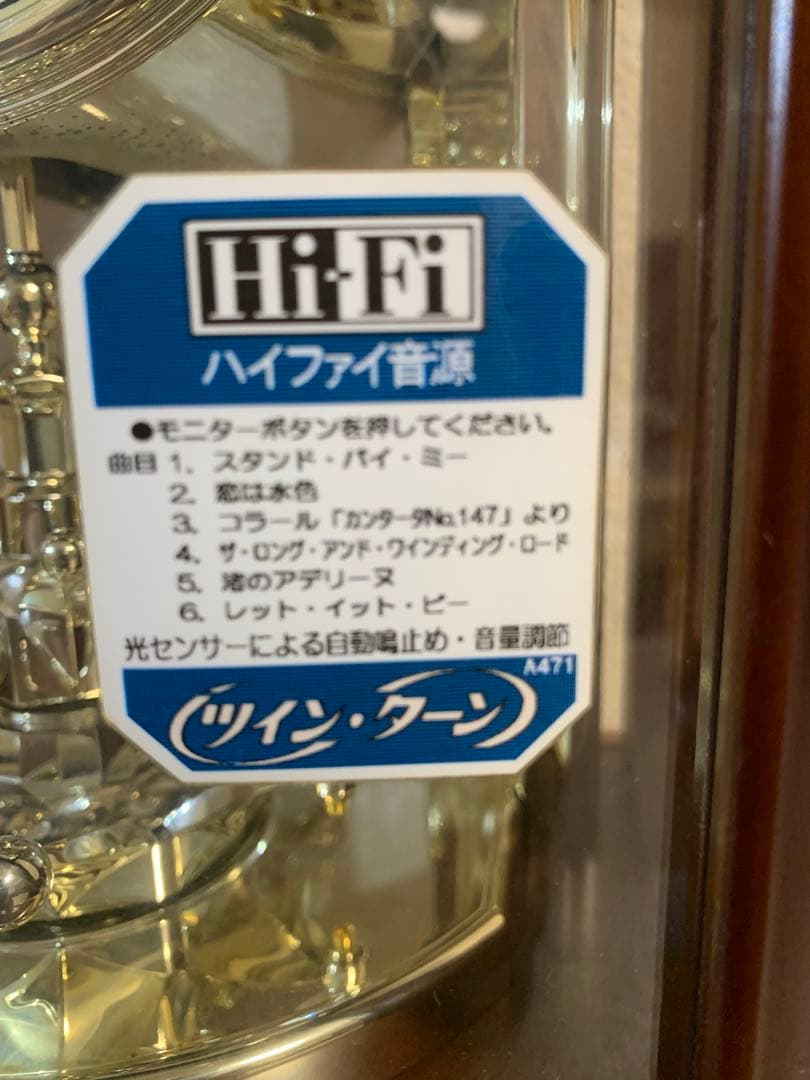 Hi-Fi
ハイファイ音源
●モニターボタンを押してください。
曲目 1. スタンド・バイ・ミー
2. 恋は水色
3. コラール「カンタータNo.147」より
4. ザ・ロング・アンド・ワインディング・ロード
5. 渚のアデリーヌ
6. レット・イット・ビー
光センサーによる自動鳴止め・音量調節
A471
ツイン・ターン